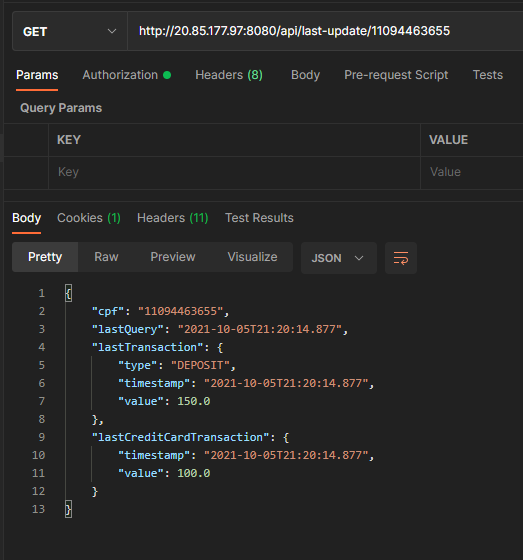 GET http://20.85.177.97:8080/api/last-update/11094463655
Params Authorization Headers (8) Body Pre-request Script Tests
Query Params
KEY VALUE
Key Value
Body Cookies (1) Headers (11) Test Results
Pretty Raw Preview Visualize JSON
1 {
2 "cpf": "11094463655",
3 "lastQuery": "2021-10-05T21:20:14.877",
4 "lastTransaction": {
5 "type": "DEPOSIT",
6 "timestamp": "2021-10-05T21:20:14.877",
7 "value": 150.0
8 },
9 "lastCreditCardTransaction": {
10 "timestamp": "2021-10-05T21:20:14.877",
11 "value": 100.0
12 }
13 }